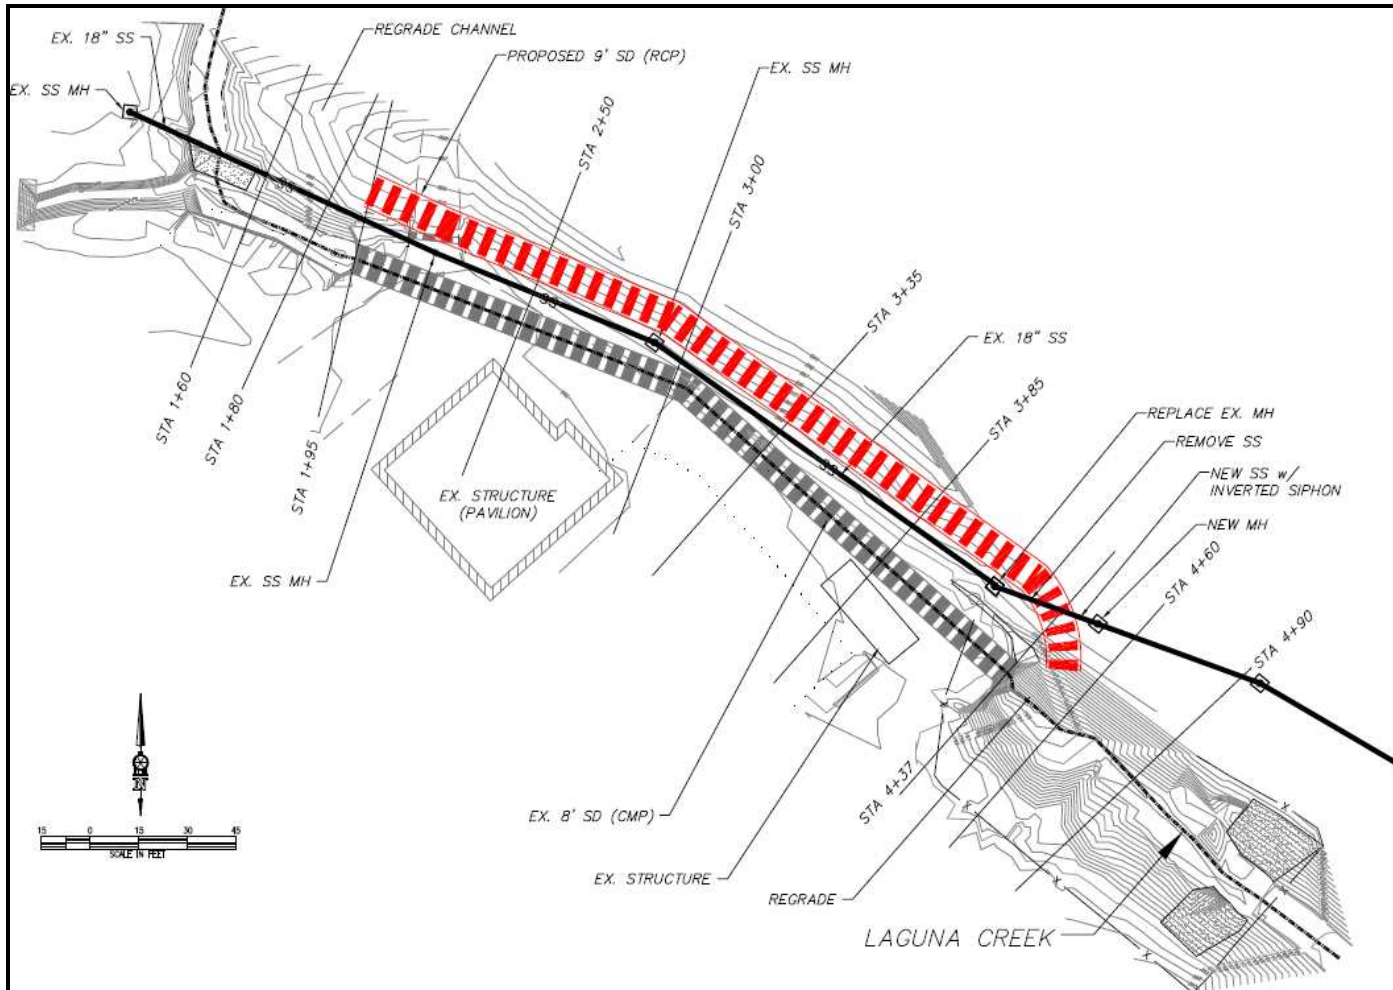 REGRADE CHANNEL
EX. 18" SS
PROPOSED 9' SD (RCP)
EX. SS MH
EX. SS MH
STA 2+50
STA 3+00
SS
SS
STA 3+35
EX. 18" SS
STA 1+60
STA 1+80
STA 1+95
STA 3+85
REPLACE EX. MH
REMOVE SS
SS
NEW SS w/
INVERTED SIPHON
EX. STRUCTURE
(PAVILION)
NEW MH
EX. SS MH
STA 4+60
STA 4+90
STA 4+37
EX. 8' SD (CMP)
15 0 15 30 45
SCALE IN FEET
EX. STRUCTURE
REGRADE
LAGUNA CREEK